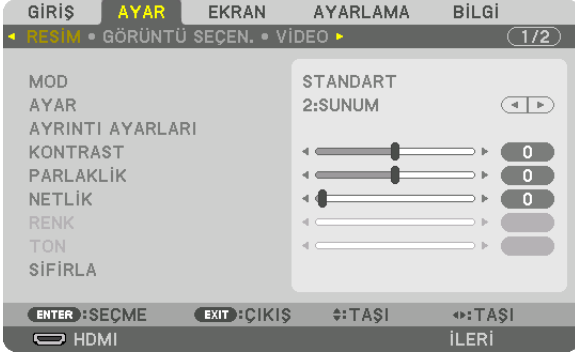 GİRİŞ AYAR EKRAN AYARLAMA BİLGİ
RESİM • GÖRÜNTÜ SEÇEN. • VİDEO 1/2
MOD STANDART
AYAR 2:SUNUM
AYRINTI AYARLARI
KONTRAST 0
PARLAKLİK 0
NETLİK 0
RENK
TON
SİFİRLA
ENTER :SEÇME EXIT :ÇIKIŞ :TAŞI :TAŞI
HDMI İLERİ